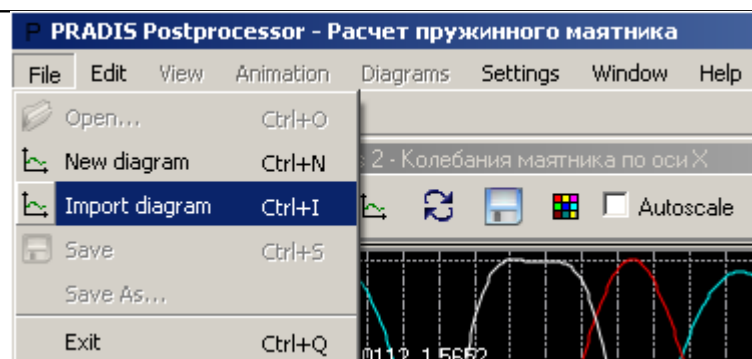 PRADIS Postprocessor - Расчет пружинного маятника
File Edit View Animation Diagrams Settings Window Help
Open... Ctrl+O
New diagram Ctrl+N
2 - Колебания маятника по оси X
Import diagram Ctrl+I
Autoscale
Save Ctrl+S
Save As...
Exit Ctrl+Q